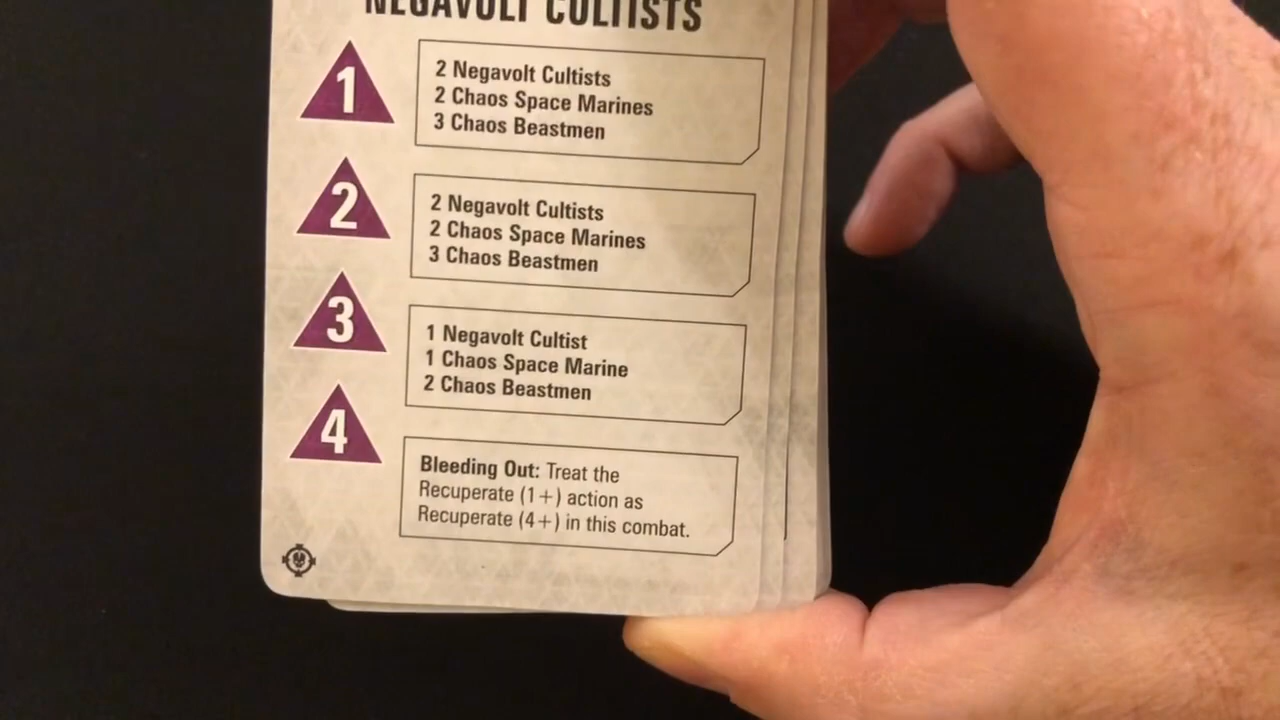 NEGAVOLT CULTISTS
1
2 Negavolt Cultists
2 Chaos Space Marines
3 Chaos Beastmen
2
2 Negavolt Cultists
2 Chaos Space Marines
3 Chaos Beastmen
3
1 Negavolt Cultist
1 Chaos Space Marine
2 Chaos Beastmen
4
Bleeding Out: Treat the
Recuperate (1+) action as
Recuperate (4+) in this combat.